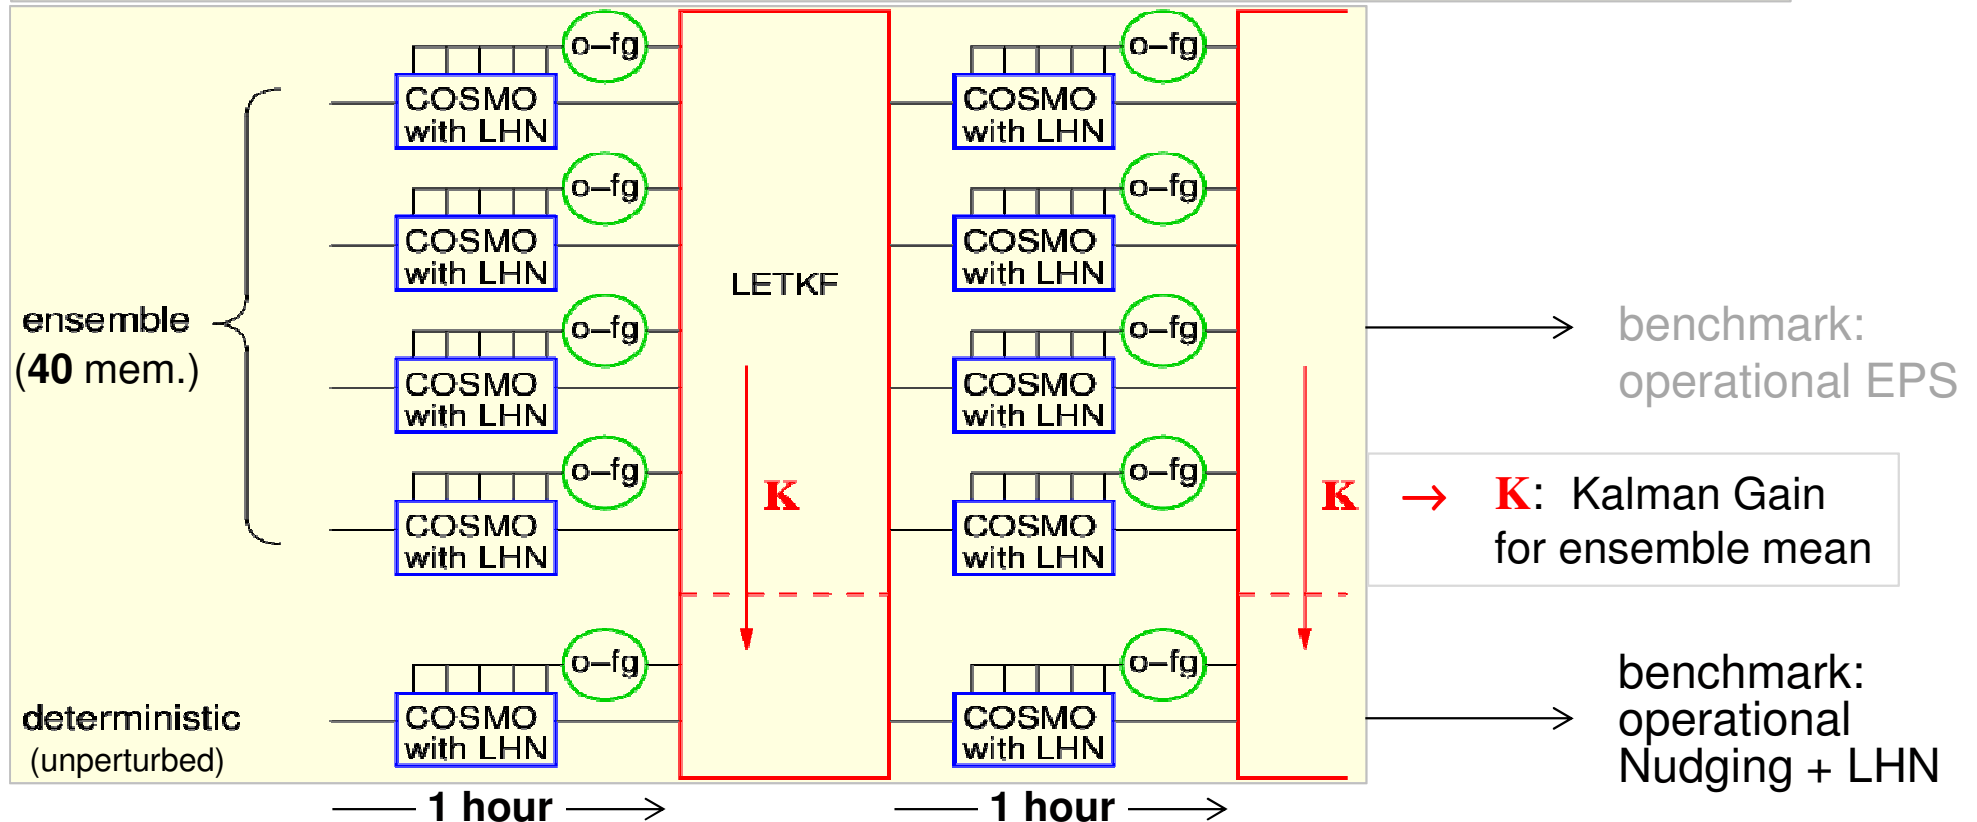 o–fg
o–fg
COSMO
with LHN
COSMO
with LHN
o–fg
o–fg
COSMO
with LHN
COSMO
with LHN
LETKF
ensemble
(40 mem.)
o–fg
o–fg
COSMO
with LHN
COSMO
with LHN
benchmark:
operational EPS
o–fg
o–fg
COSMO
with LHN
K
COSMO
with LHN
K → K: Kalman Gain
for ensemble mean
o–fg
o–fg
deterministic
(unperturbed)
COSMO
with LHN
COSMO
with LHN
benchmark:
operational
Nudging + LHN
1 hour
1 hour